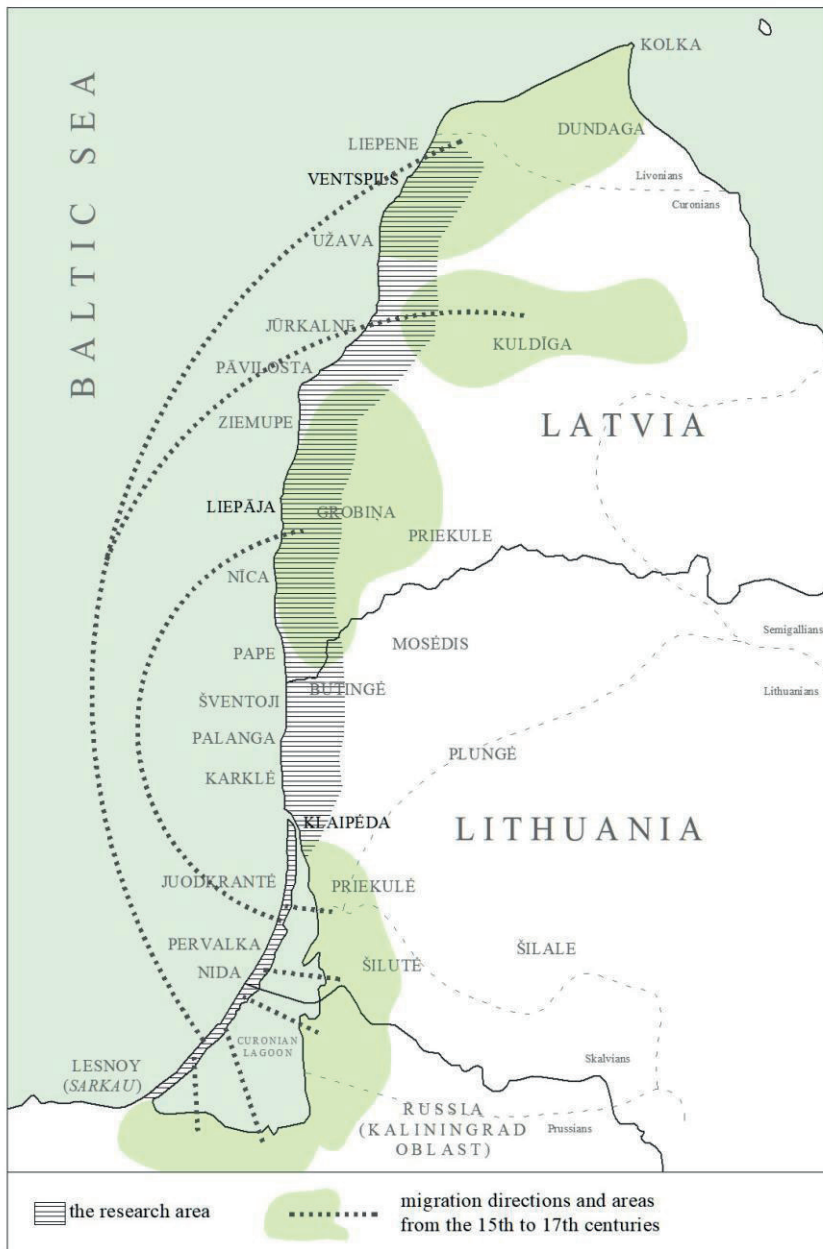 KOLKA
DUNDAGA
LIEPENE
VENTSPILS
Livonians
Curonians
UŽAVA
BALTIC SEA
JŪRKALNE
KULDĪGA
PĀVILOSTA
ZIEMUPE
LATVIA
LIEPĀJA
GROBIŅA
PRIEKULE
NĪCA
MOSĖDIS
Semigallians
PAPE
BŪTINGĖ
Lithuanians
ŠVENTOJI
PALANGA
PLUNGĖ
KARKLĖ
KLAIPĖDA
LITHUANIA
JUODKRANTĖ
PRIEKULĖ
PERVALKA
ŠILALE
NIDA
ŠILUTĖ
CURONIAN
LAGOON
LESNOY
(SARKAU)
Skalvians
RUSSIA
(KALININGRAD
OBLAST)
Prussians
the research area
migration directions and areas
from the 15th to 17th centuries